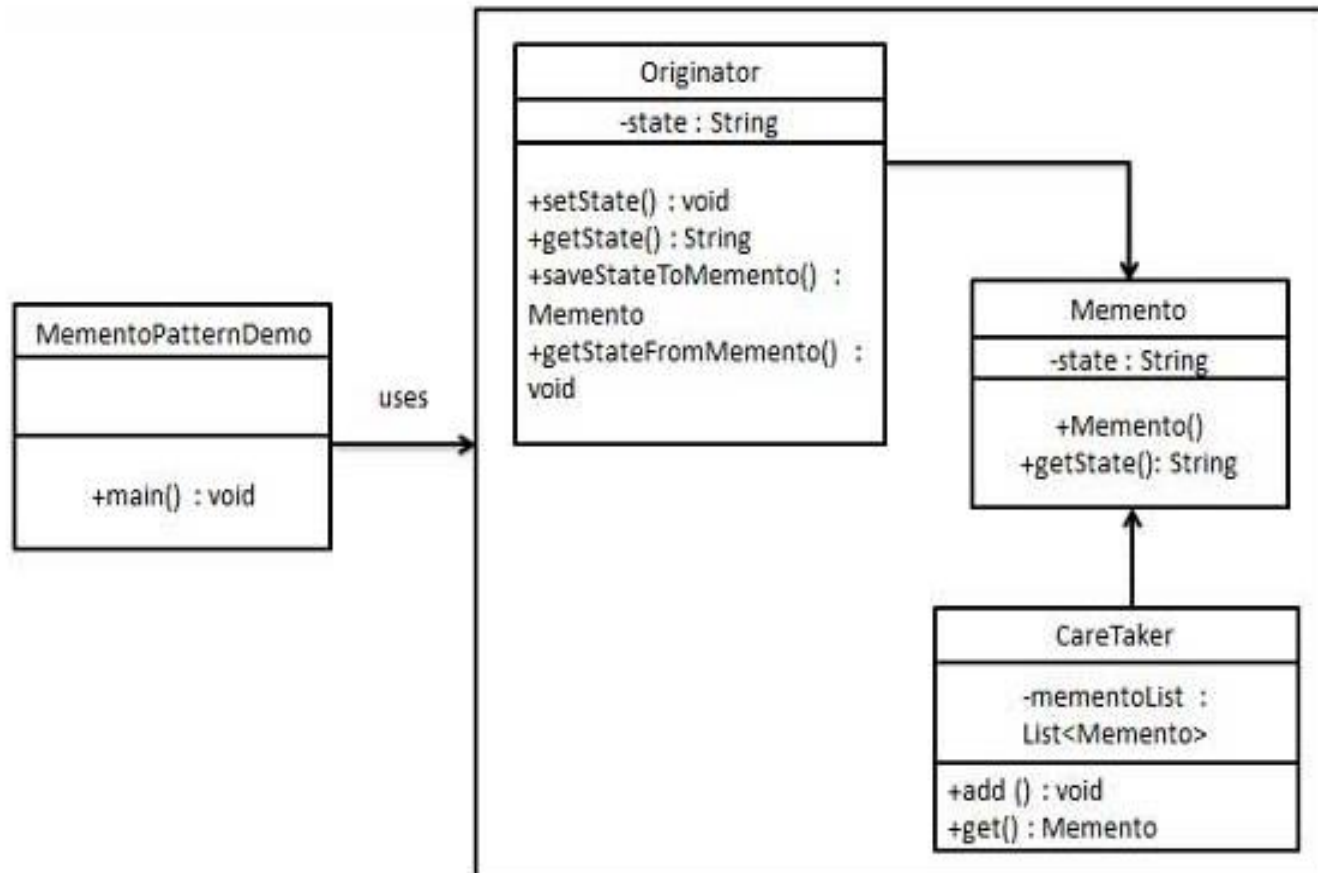 Originator
-state : String
+setState() : void
+getState() : String
+saveStateToMemento() :
Memento
+getStateFromMemento() :
void
MementoPatternDemo
+main() : void
uses
Memento
-state : String
+Memento()
+getState(): String
CareTaker
-mementoList :
List<Memento>
+add () : void
+get() : Memento